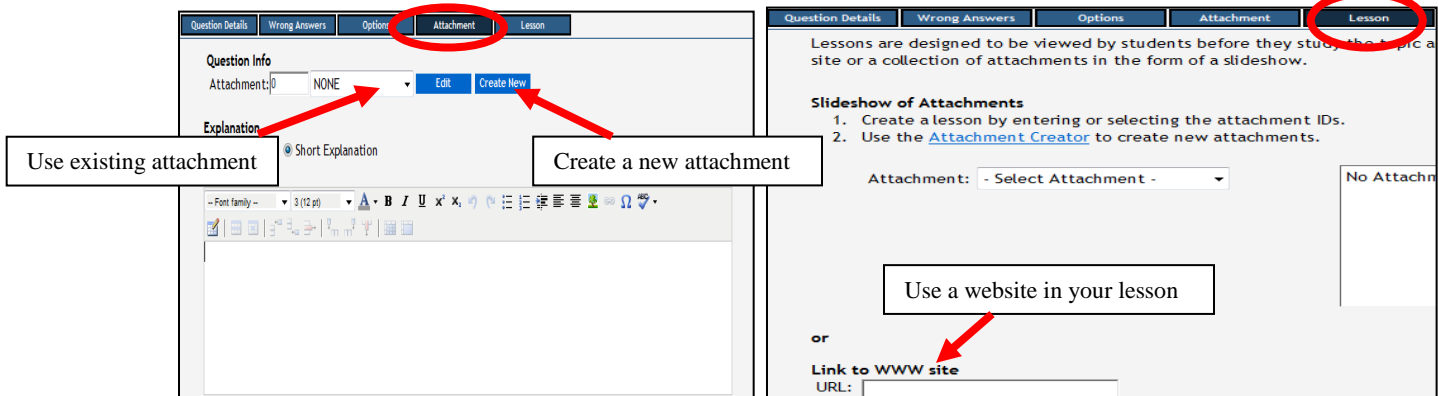 Question Details Wrong Answers Options Attachment Lesson
Question Info
Attachment: 0 NONE Edit Create New
Explanation
Use existing attachment
Short Explanation
Create a new attachment
-- Font family -- 3 (12 pt) A B I U x² x₂ Ω ABC
Question Details Wrong Answers Options Attachment Lesson
Lessons are designed to be viewed by students before they study the topic a
site or a collection of attachments in the form of a slideshow.
Slideshow of Attachments
1. Create a lesson by entering or selecting the attachment IDs.
2. Use the Attachment Creator to create new attachments.
Attachment: - Select Attachment -
No Attachm
Use a website in your lesson
or
Link to WWW site
URL: